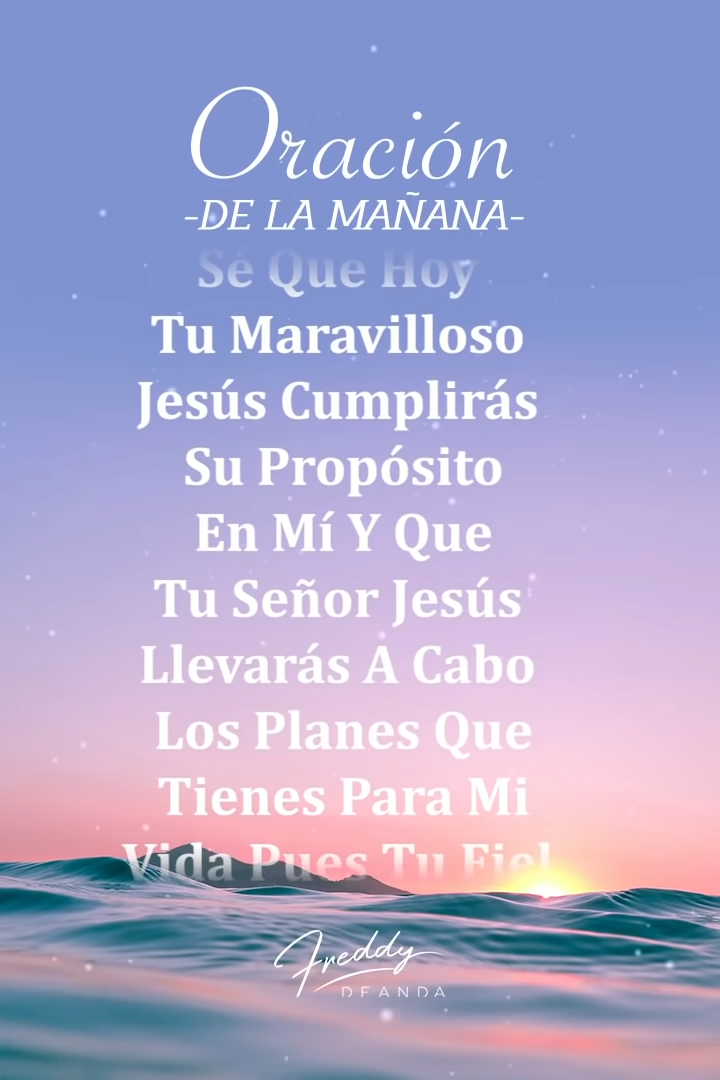 Oración
-DE LA MAÑANA-
Sé Que Hoy
Tu Maravilloso
Jesús Cumplirás
Su Propósito
En Mí Y Que
Tu Señor Jesús
Llevarás A Cabo
Los Planes Que
Tienes Para Mi
Vida Pues Tu Fiel
Freddy
DEANDA